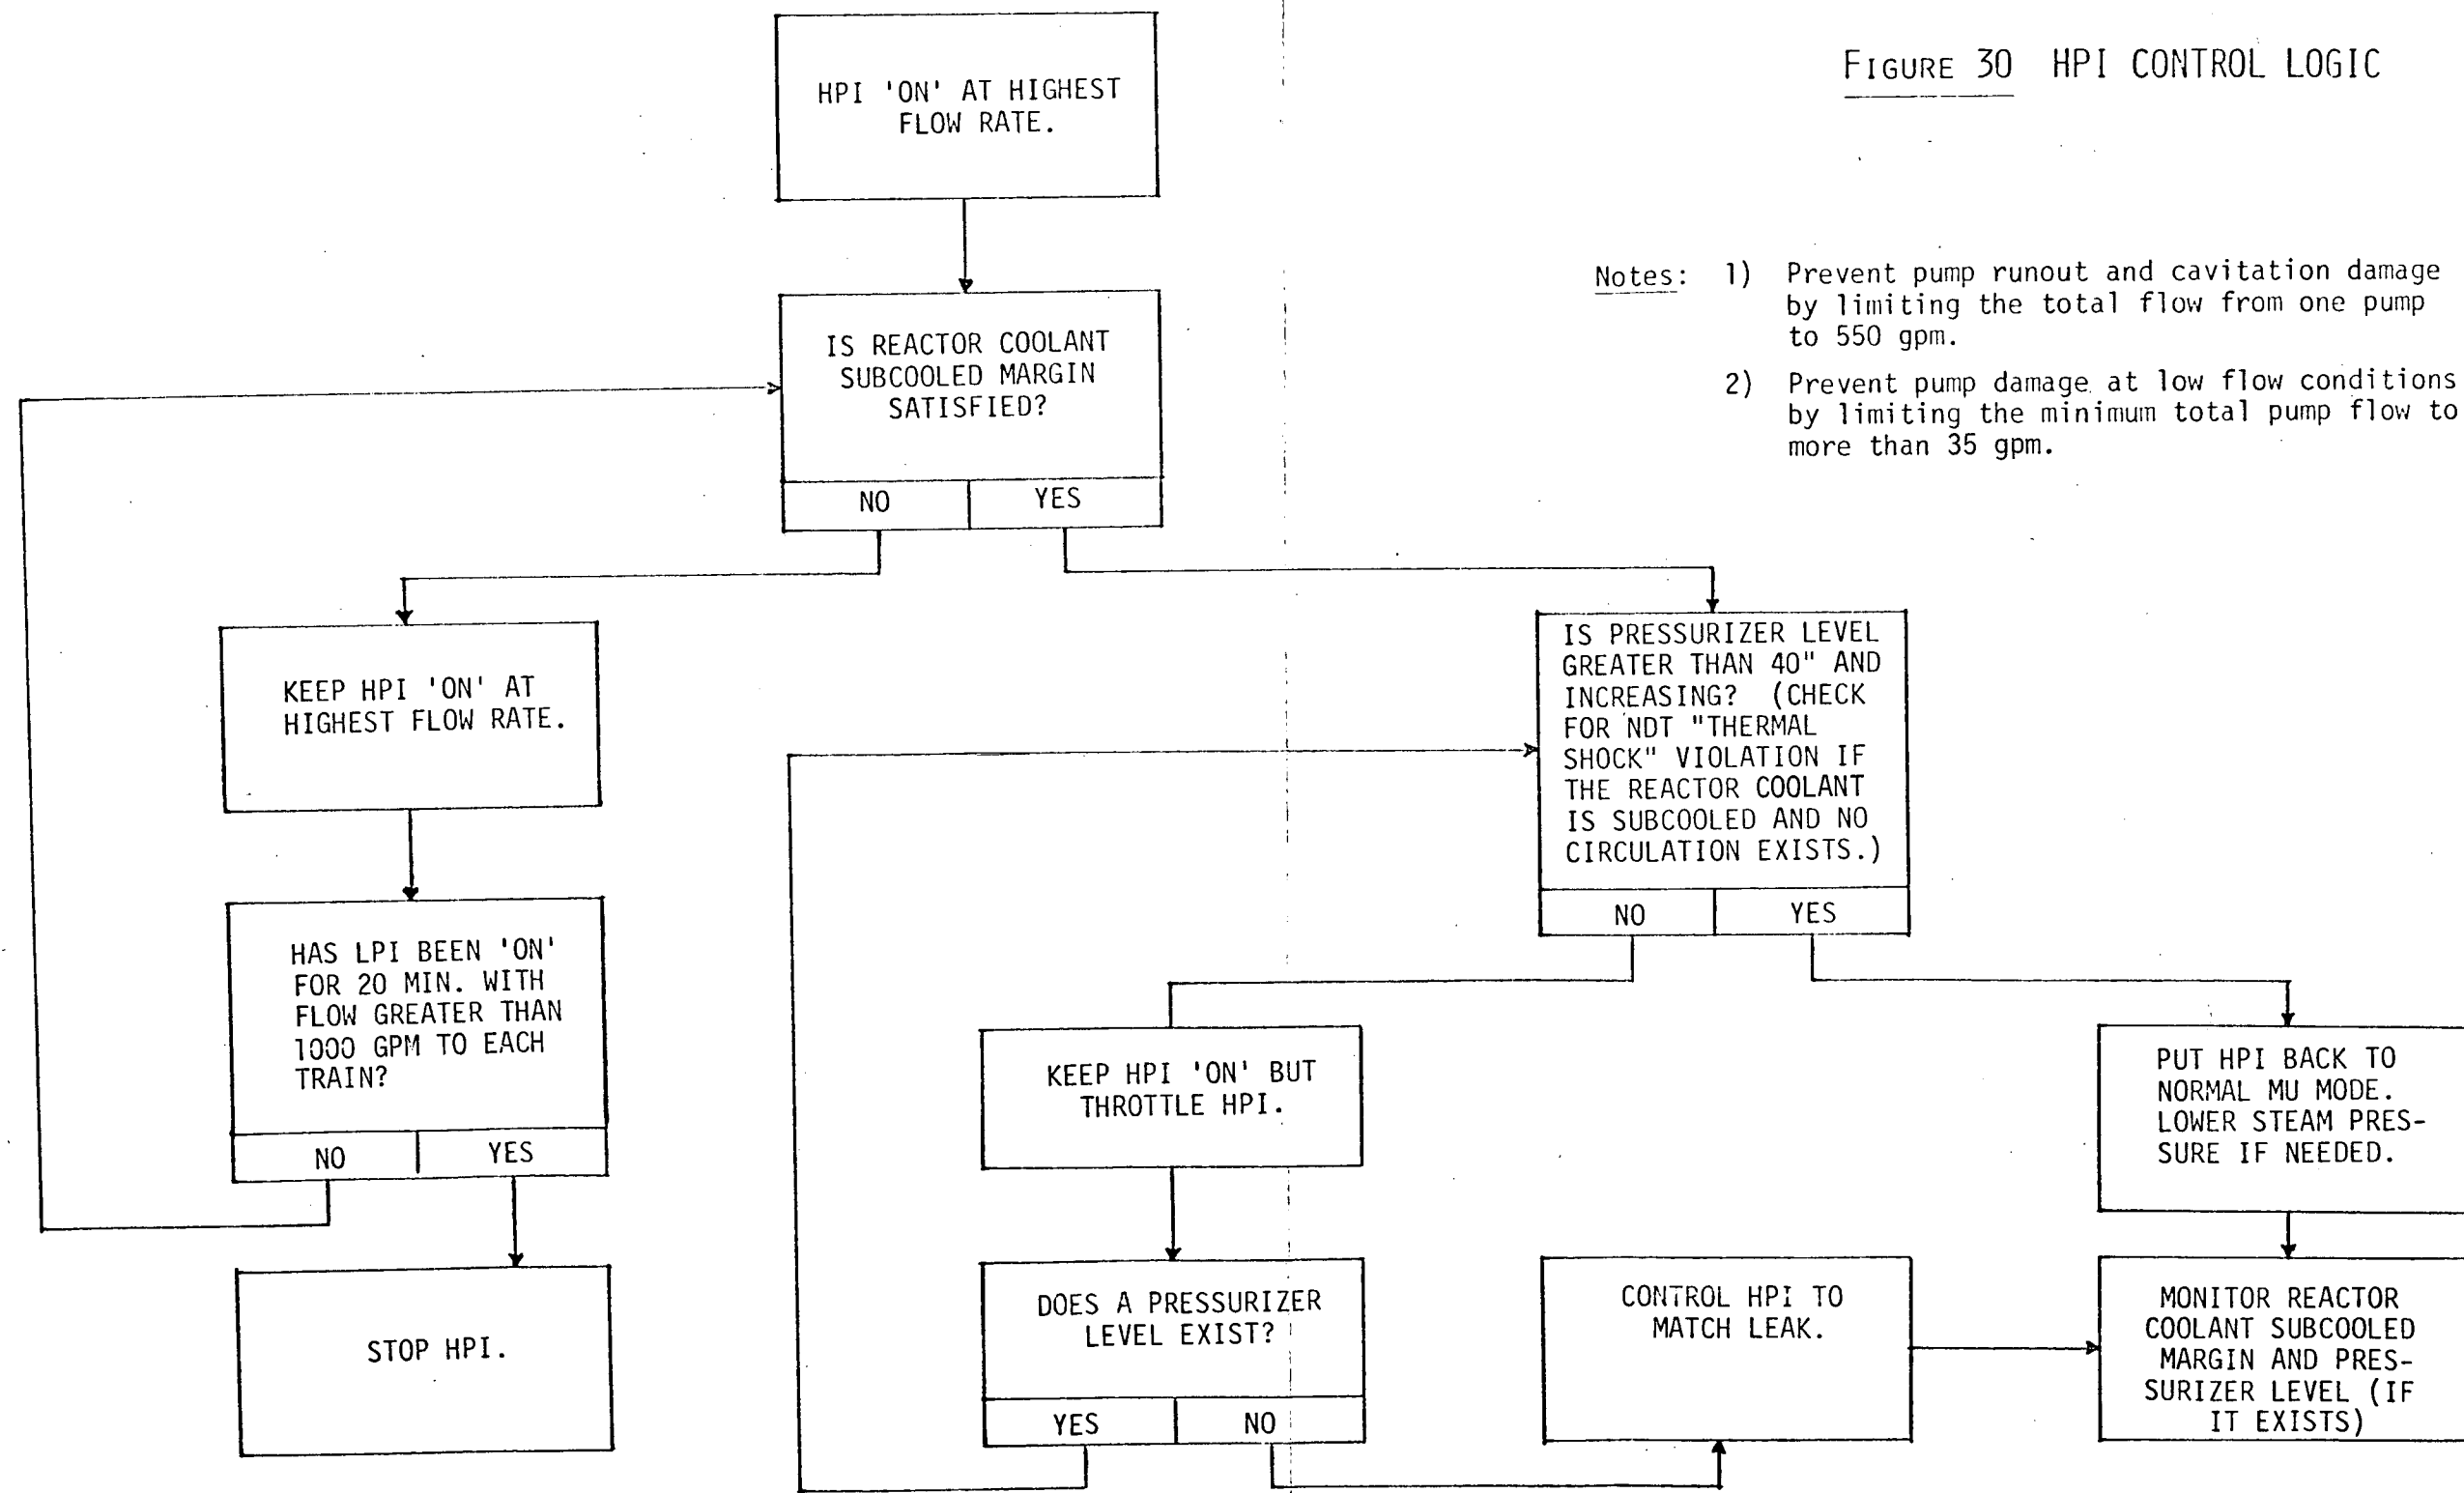 FIGURE 30 HPI CONTROL LOGIC
HPI 'ON' AT HIGHEST
FLOW RATE.
Notes: 1) Prevent pump runout and cavitation damage
by limiting the total flow from one pump
to 550 gpm.
2) Prevent pump damage at low flow conditions
by limiting the minimum total pump flow to
more than 35 gpm.
IS REACTOR COOLANT
SUBCOOLED MARGIN
SATISFIED?
NO YES
KEEP HPI 'ON' AT
HIGHEST FLOW RATE.
HAS LPI BEEN 'ON'
FOR 20 MIN. WITH
FLOW GREATER THAN
1000 GPM TO EACH
TRAIN?
NO YES
STOP HPI.
IS PRESSURIZER LEVEL
GREATER THAN 40" AND
INCREASING? (CHECK
FOR NDT "THERMAL
SHOCK" VIOLATION IF
THE REACTOR COOLANT
IS SUBCOOLED AND NO
CIRCULATION EXISTS.)
NO YES
KEEP HPI 'ON' BUT
THROTTLE HPI.
DOES A PRESSURIZER
LEVEL EXIST?
YES NO
CONTROL HPI TO
MATCH LEAK.
PUT HPI BACK TO
NORMAL MU MODE.
LOWER STEAM PRES-
SURE IF NEEDED.
MONITOR REACTOR
COOLANT SUBCOOLED
MARGIN AND PRES-
SURIZER LEVEL (IF
IT EXISTS)